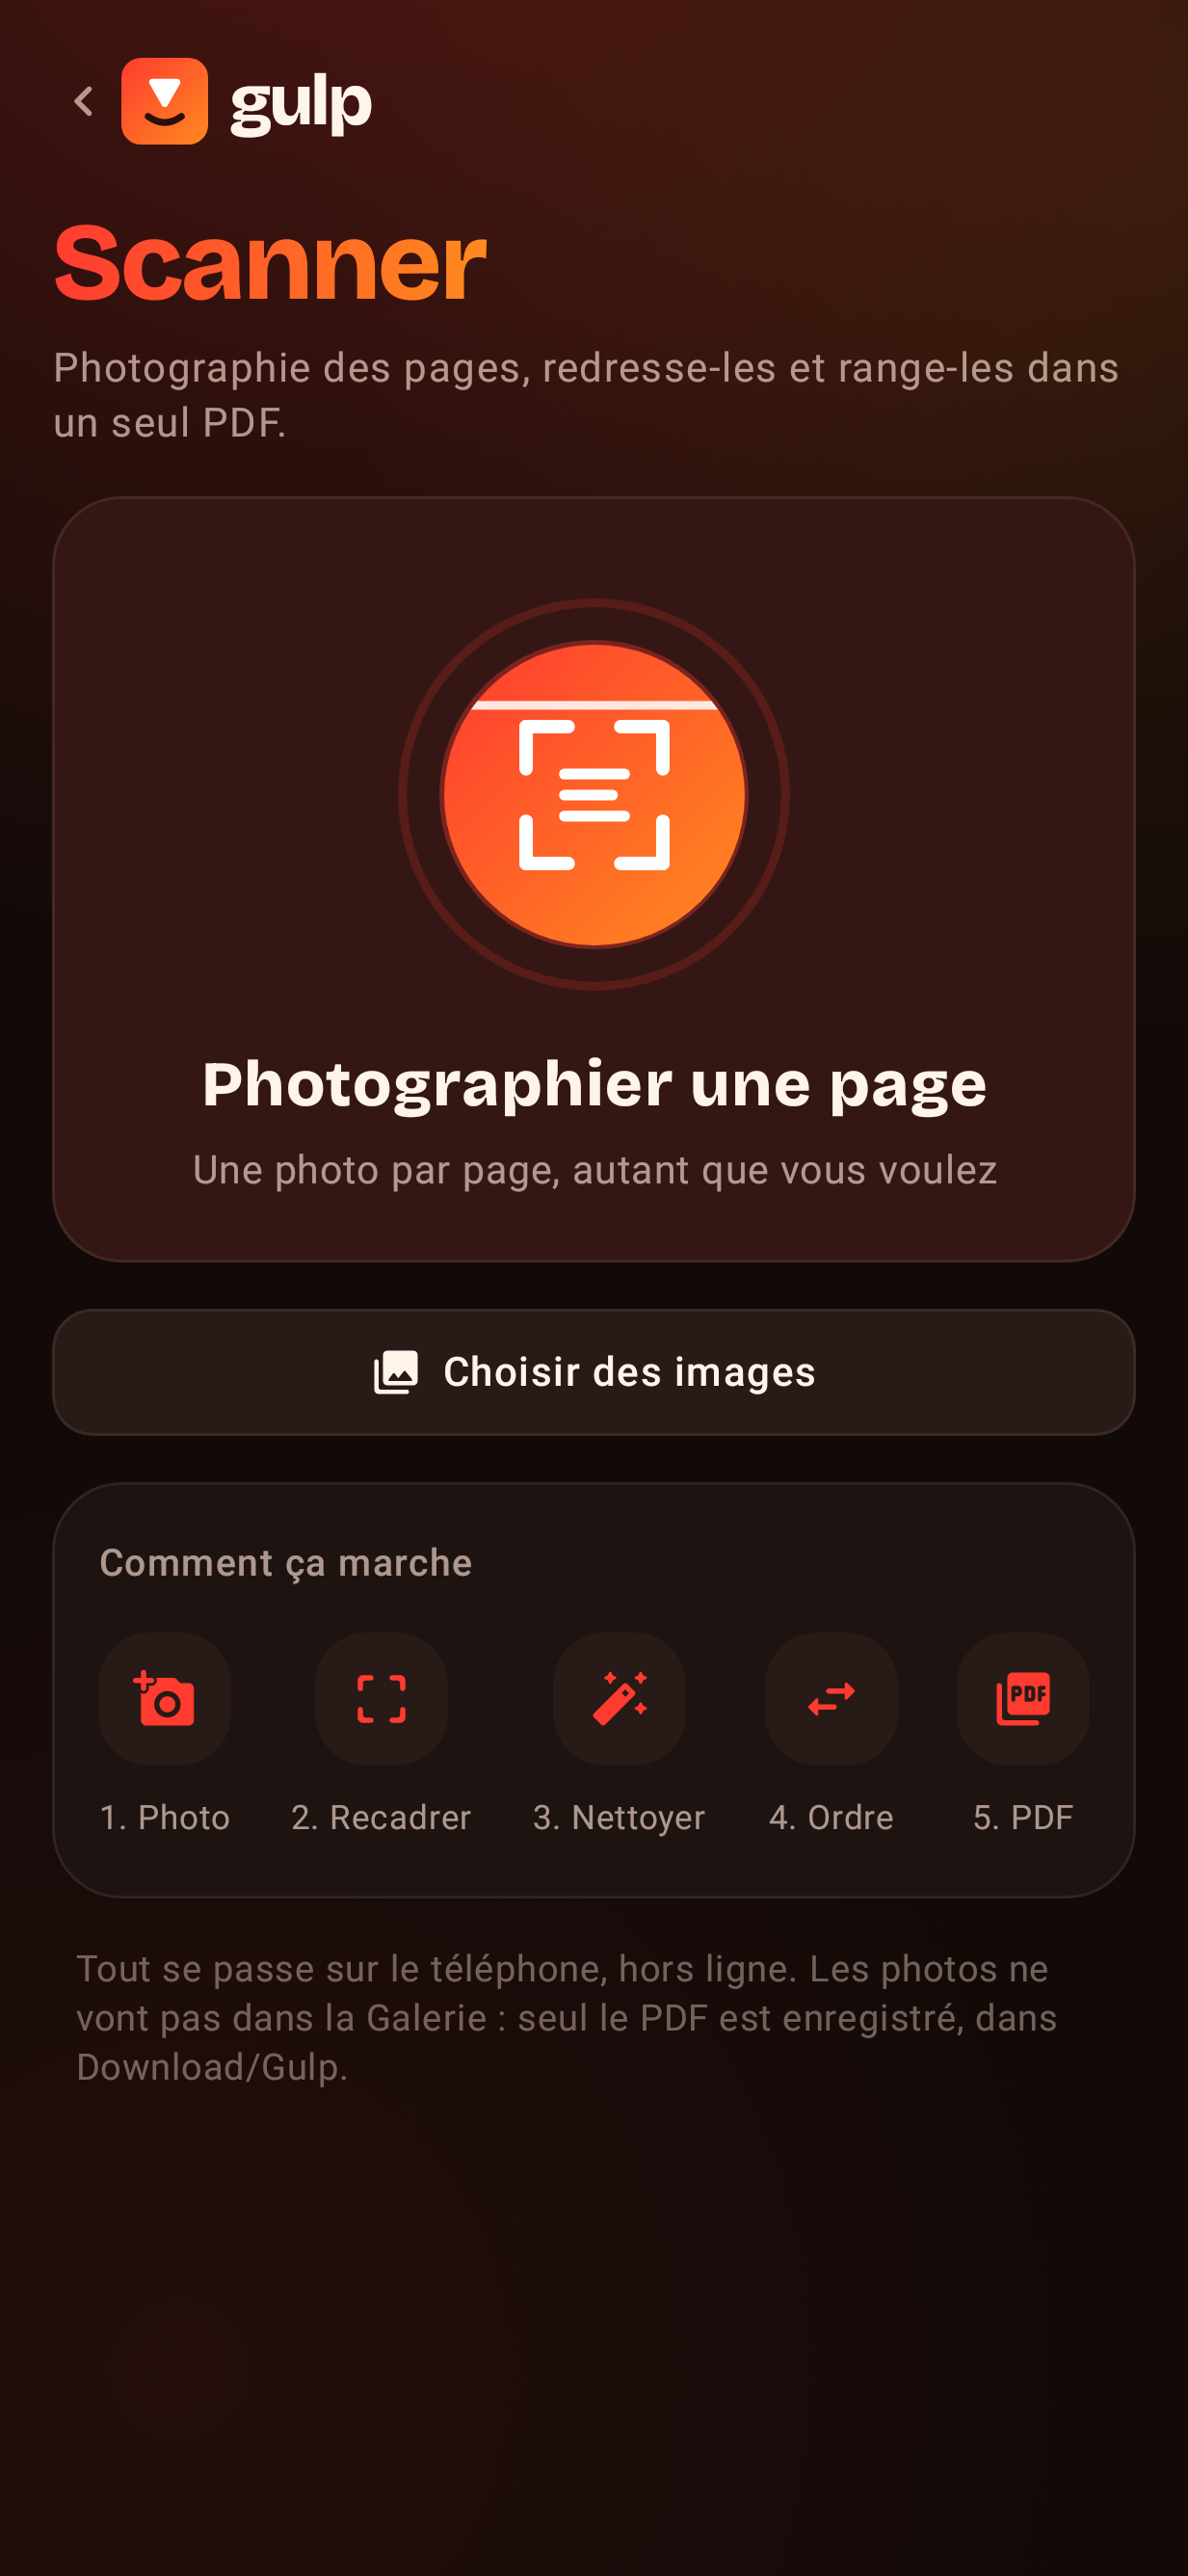 gulp
Scanner
Photographie des pages, redresse-les et range-les dans
un seul PDF.
Photographier une page
Une photo par page, autant que vous voulez
Choisir des images
Comment ça marche
PDF
1. Photo 2. Recadrer 3. Nettoyer 4. Ordre 5. PDF
Tout se passe sur le téléphone, hors ligne. Les photos ne
vont pas dans la Galerie : seul le PDF est enregistré, dans
Download/Gulp.